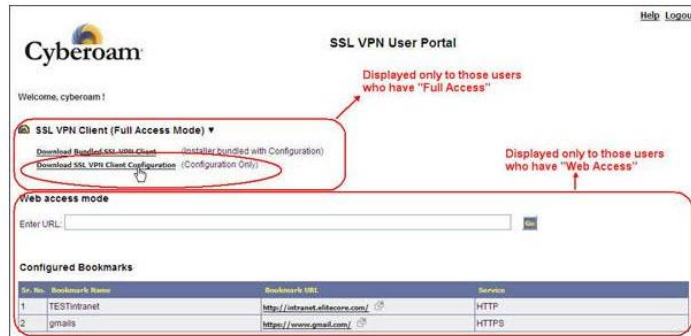 Help Logout
Cyberoam
SSL VPN User Portal
Displayed only to those users
who have "Full Access"
Welcome, cyberoam !
SSL VPN Client (Full Access Mode) ▼
Download Bundled SSL VPN Client (Installer bundled with Configuration)
Download SSL VPN Client Configuration (Configuration Only)
Displayed only to those users
who have "Web Access"
Web access mode
Enter URL: Go
Configured Bookmarks
Sr. No. Bookmark Name Bookmark URL Service
1 TESTintranet http://intranet.elitecore.com/ HTTP
2 gmails https://www.gmail.com/ HTTPS